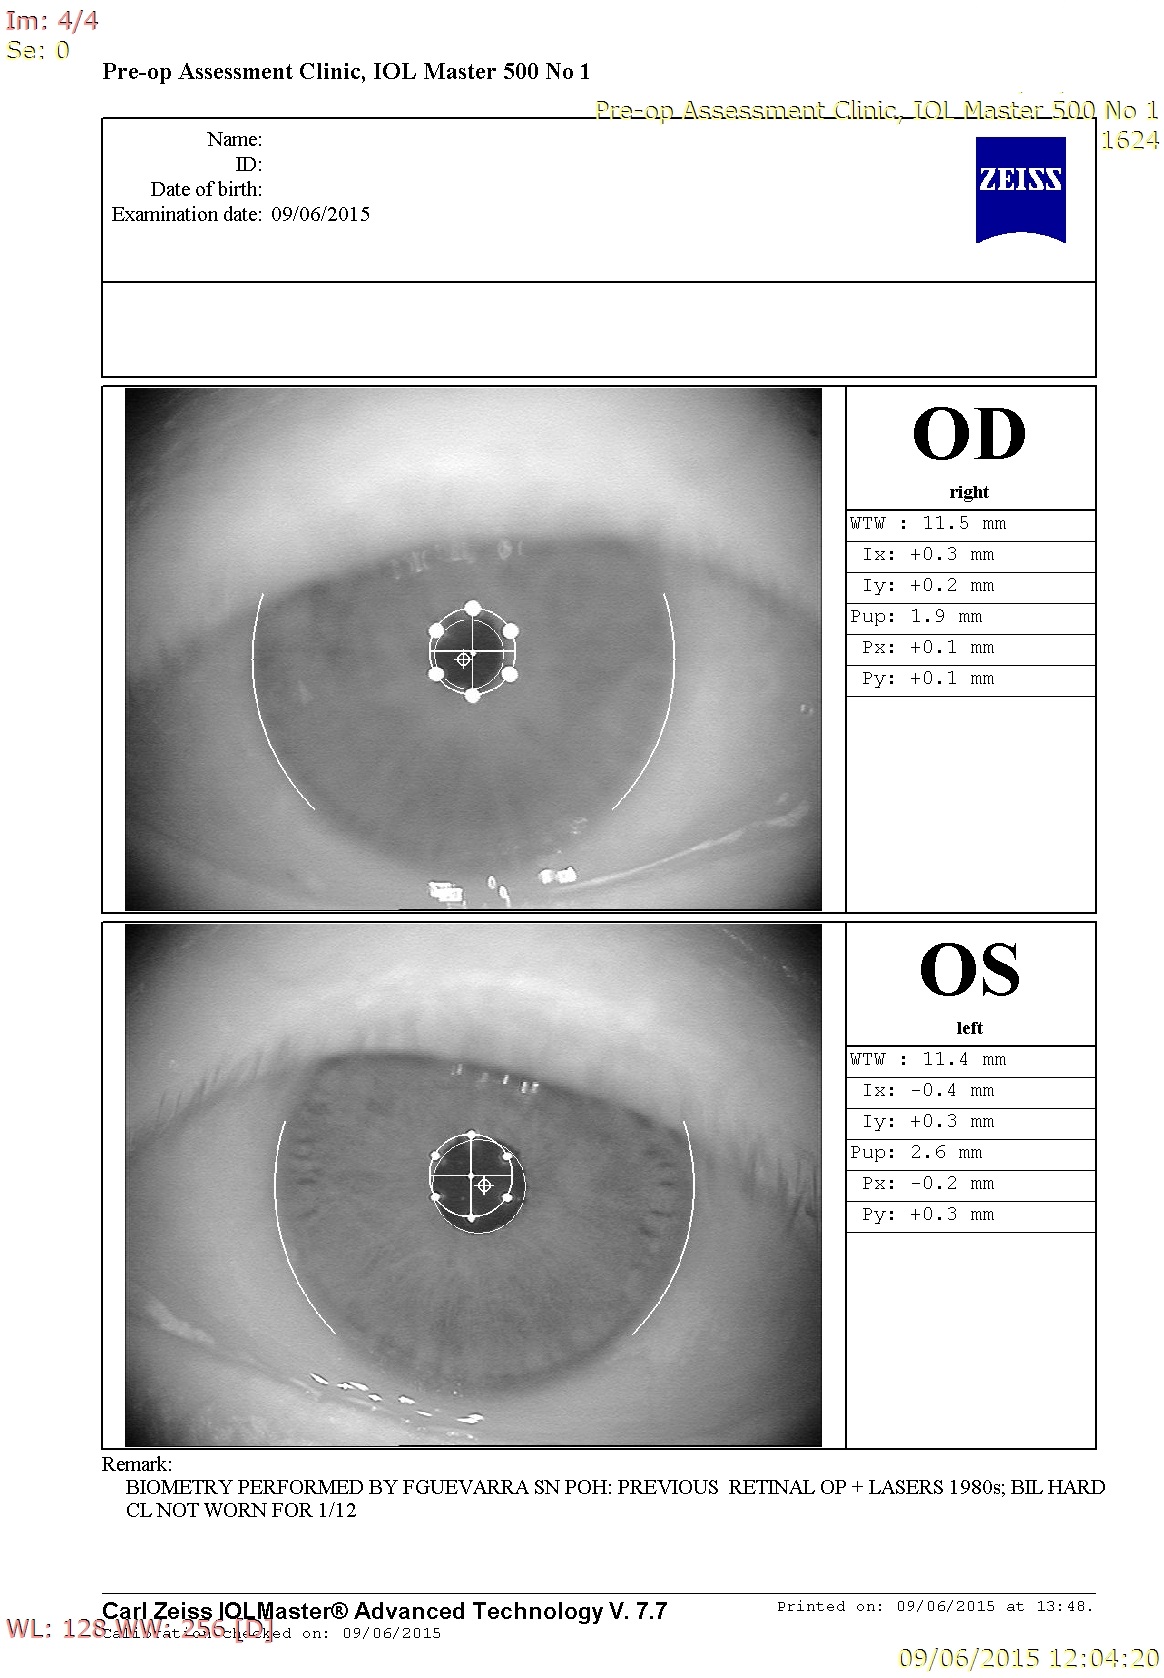 Im: 4/4
Se: 0
Pre-op Assessment Clinic, IOL Master 500 No 1
Pre-op Assessment Clinic, IOL Master 500 No 1
1624
Name:
ID:
Date of birth:
Examination date: 09/06/2015
ZEISS
OD
right
WTW : 11.5 mm
Ix: +0.3 mm
Iy: +0.2 mm
Pup: 1.9 mm
Px: +0.1 mm
Py: +0.1 mm
OS
left
WTW : 11.4 mm
Ix: -0.4 mm
Iy: +0.3 mm
Pup: 2.6 mm
Px: -0.2 mm
Py: +0.3 mm
Remark:
BIOMETRY PERFORMED BY FGUEVARRA SN POH: PREVIOUS RETINAL OP + LASERS 1980s; BIL HARD
CL NOT WORN FOR 1/12
Carl Zeiss IOLMaster® Advanced Technology V. 7.7
Printed on: 09/06/2015 at 13:48.
WL: 128 WW: 256 [D]
Calibration checked on: 09/06/2015
09/06/2015 12:04:20